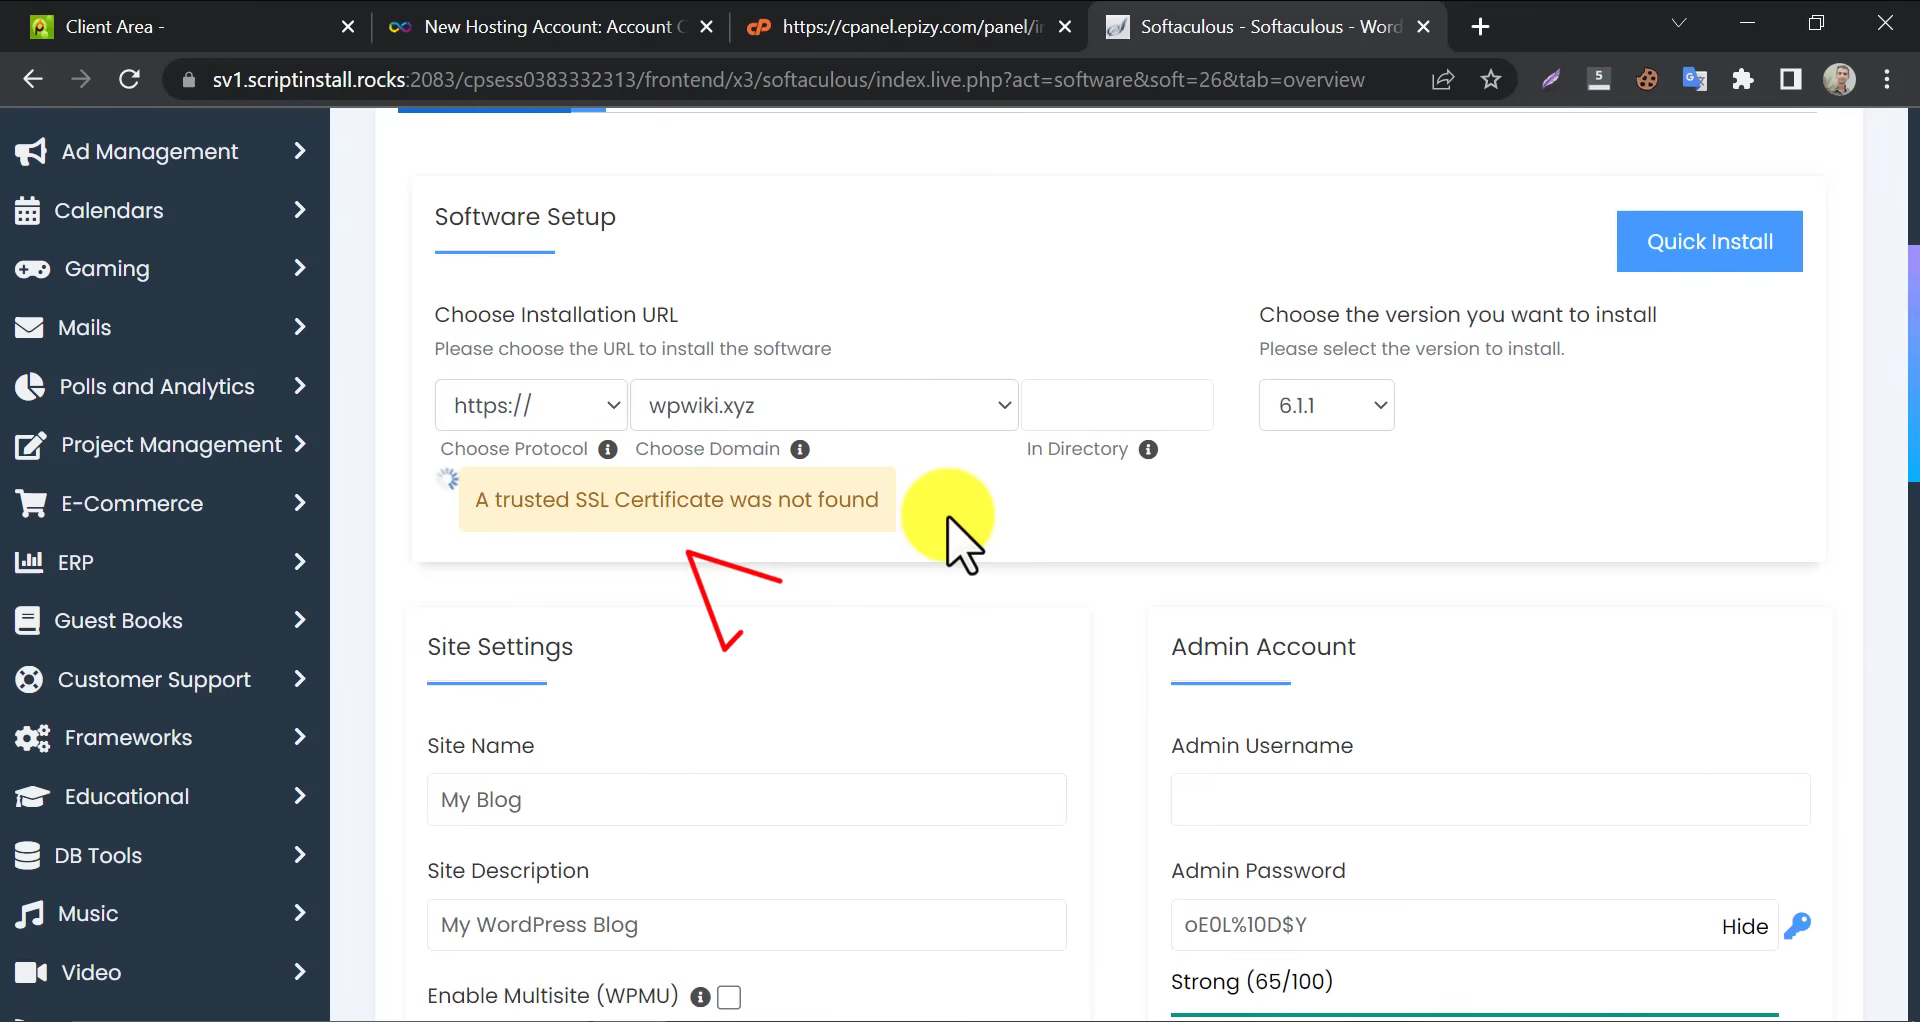 Client Area -
New Hosting Account: Account C
https://cpanel.epizy.com/panel/in
Softaculous - Softaculous - Word
sv1.scriptinstall.rocks:2083/cpsess0383332313/frontend/x3/softaculous/index.live.php?act=software&soft=26&tab=overview
5
Ad Management
Calendars
Gaming
Mails
Polls and Analytics
Project Management
E-Commerce
ERP
Guest Books
Customer Support
Frameworks
Educational
DB Tools
Music
Video
Software Setup
Quick Install
Choose Installation URL
Please choose the URL to install the software
https://
wpwiki.xyz
Choose Protocol
Choose Domain
In Directory
A trusted SSL Certificate was not found
Choose the version you want to install
Please select the version to install.
6.1.1
Site Settings
Site Name
My Blog
Site Description
My WordPress Blog
Enable Multisite (WPMU)
Admin Account
Admin Username
Admin Password
oE0L%10D$Y
Hide
Strong (65/100)